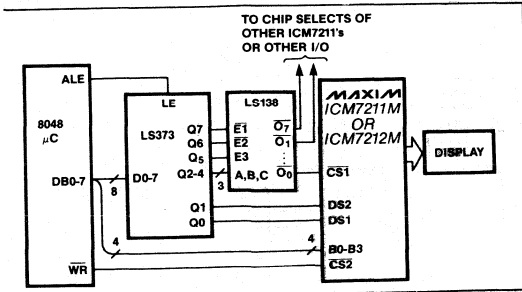 TO CHIP SELECTS OF
OTHER ICM7211's
OR OTHER I/O
ALE
8048
μC
DB0-7
WR
8
4
LE
LS373
D0-7
Q7
Q6
Q5
Q2-4
Q1
Q0
3
LS138
E1
E2
E3
A,B,C
O7
O1
O0
4
MAXIM
ICM7211M
OR
ICM7212M
CS1
DS2
DS1
B0-B3
CS2
DISPLAY